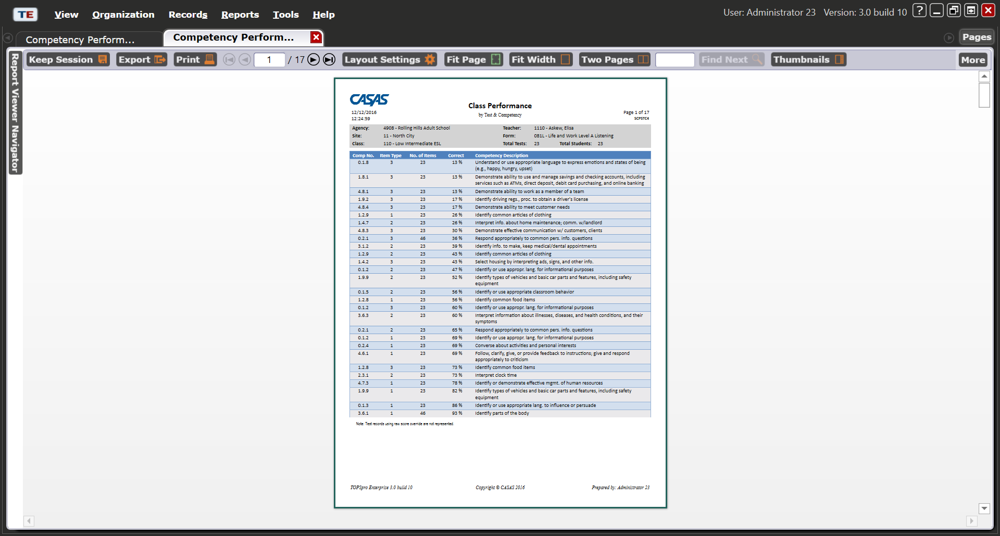 TE View Organization Records Reports Tools Help User: Administrator 23 Version: 3.0 build 10 ?
Competency Perform... Competency Perform... Pages
Keep Session Export Print 1 / 17 Layout Settings Fit Page Fit Width Two Pages Find Next Thumbnails More
Report Viewer Navigator
CASAS
Class Performance
12/12/2016 by Test & Competency Page 1 of 17
12:24:59 SCPSTC4
Agency: 4908 - Rolling Hills Adult School Teacher: 1110 - Askew, Elisa
Site: 11 - North City Form: 081L - Life and Work Level A Listening
Class: 110 - Low Intermediate ESL Total Tests: 23 Total Students: 23
Comp No. Item Type No. of Items Correct Competency Description
0.1.8 3 23 13 % Understand or use appropriate language to express emotions and states of being
(e.g., happy, hungry, upset)
1.8.1 3 23 13 % Demonstrate ability to use and manage savings and checking accounts, including
services such as ATMs, direct deposit, debit card purchasing, and online banking
4.8.1 3 23 13 % Demonstrate ability to work as a member of a team
1.9.2 3 23 17 % Identify driving regs., proc. to obtain a driver's license
4.8.4 3 23 17 % Demonstrate ability to meet customer needs
1.2.9 1 23 26 % Identify common articles of clothing
1.4.7 2 23 26 % Interpret info. about home maintenance; comm. w/landlord
4.8.3 3 23 30 % Demonstrate effective communication w/ customers, clients
0.2.1 3 46 36 % Respond appropriately to common pers. info. questions
3.1.2 2 23 39 % Identify info. to make, keep medical/dental appointments
1.2.9 2 23 43 % Identify common articles of clothing
1.4.2 3 23 43 % Select housing by interpreting ads, signs, and other info.
0.1.2 2 23 47 % Identify or use appropr. lang. for informational purposes
1.9.9 2 23 52 % Identify types of vehicles and basic car parts and features, including safety
equipment
0.1.5 2 23 56 % Identify or use appropriate classroom behavior
1.2.8 1 23 56 % Identify common food items
0.1.2 3 23 60 % Identify or use appropr. lang. for informational purposes
3.6.3 2 23 60 % Interpret information about illnesses, diseases, and health conditions, and their
symptoms
0.2.1 2 23 65 % Respond appropriately to common pers. info. questions
0.1.2 1 23 69 % Identify or use appropr. lang. for informational purposes
0.2.4 1 23 69 % Converse about activities and personal interests
4.6.1 1 23 69 % Follow, clarify, give, or provide feedback to instructions; give and respond
appropriately to criticism
1.2.8 3 23 73 % Identify common food items
2.3.1 2 23 73 % Interpret clock time
4.7.3 1 23 78 % Identify or demonstrate effective mgmt. of human resources
1.9.9 1 23 82 % Identify types of vehicles and basic car parts and features, including safety
equipment
0.1.3 1 23 86 % Identify or use appropriate lang. to influence or persuade
3.6.1 1 46 93 % Identify parts of the body
Note: Test records using raw score override are not represented.
TOPSpro Enterprise 3.0 build 10 Copyright © CASAS 2016 Prepared by: Administrator 23